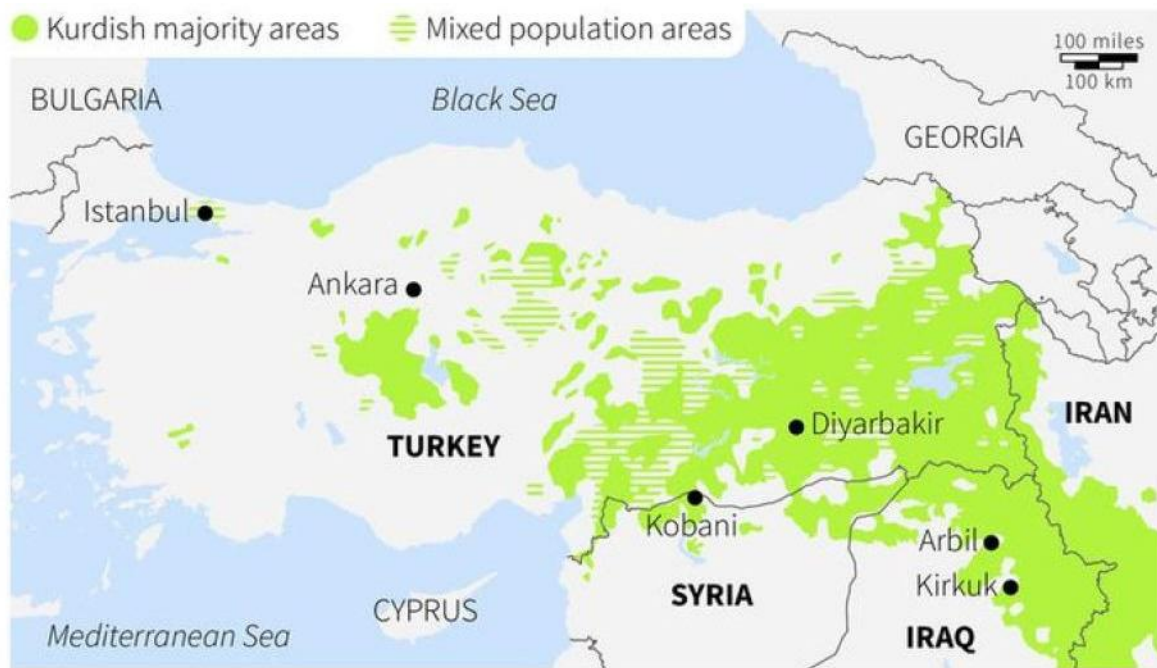 Kurdish majority areas
Mixed population areas
100 miles
100 km
BULGARIA
Black Sea
GEORGIA
Istanbul
Ankara
IRAN
TURKEY
Diyarbakir
Kobani
Arbil
SYRIA
Kirkuk
CYPRUS
Mediterranean Sea
IRAQ